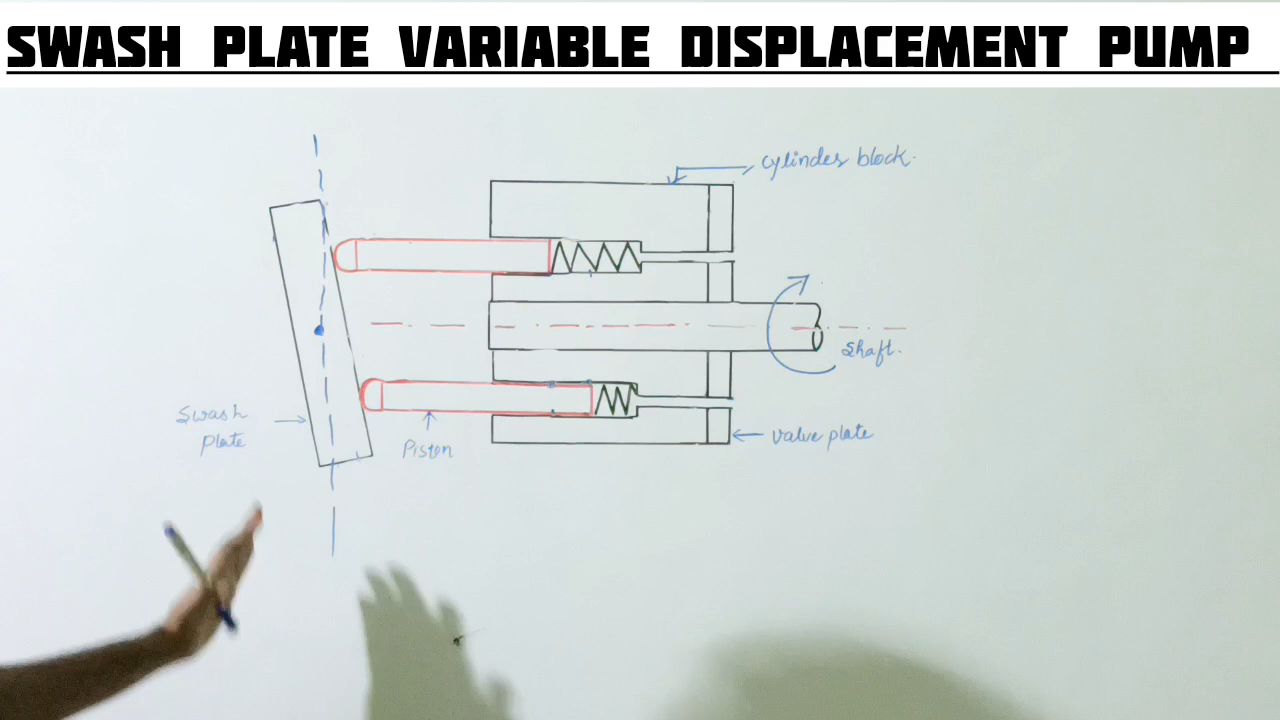 SWASH PLATE VARIABLE DISPLACEMENT PUMP
cylinder block.
shaft.
Swash
plate
Piston
valve plate